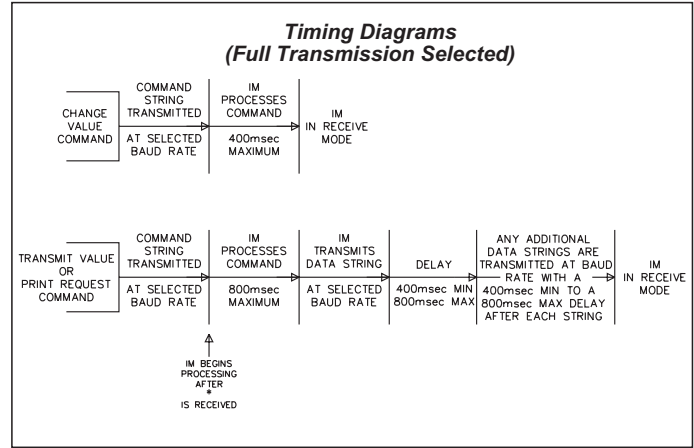 Timing Diagrams
(Full Transmission Selected)
CHANGE
VALUE
COMMAND
COMMAND
STRING
TRANSMITTED
AT SELECTED
BAUD RATE
IM
PROCESSES
COMMAND
400msec
MAXIMUM
IM
IN RECEIVE
MODE
TRANSMIT VALUE
OR
PRINT REQUEST
COMMAND
COMMAND
STRING
TRANSMITTED
AT SELECTED
BAUD RATE
IM
PROCESSES
COMMAND
800msec
MAXIMUM
IM
TRANSMITS
DATA STRING
AT SELECTED
BAUD RATE
DELAY
400msec MIN
800msec MAX
ANY ADDITIONAL
DATA STRINGS ARE
TRANSMITTED AT BAUD
RATE WITH A
400msec MIN TO A
800msec MAX DELAY
AFTER EACH STRING
IM
IN RECEIVE
MODE
IM BEGINS
PROCESSING
AFTER
*
IS RECEIVED